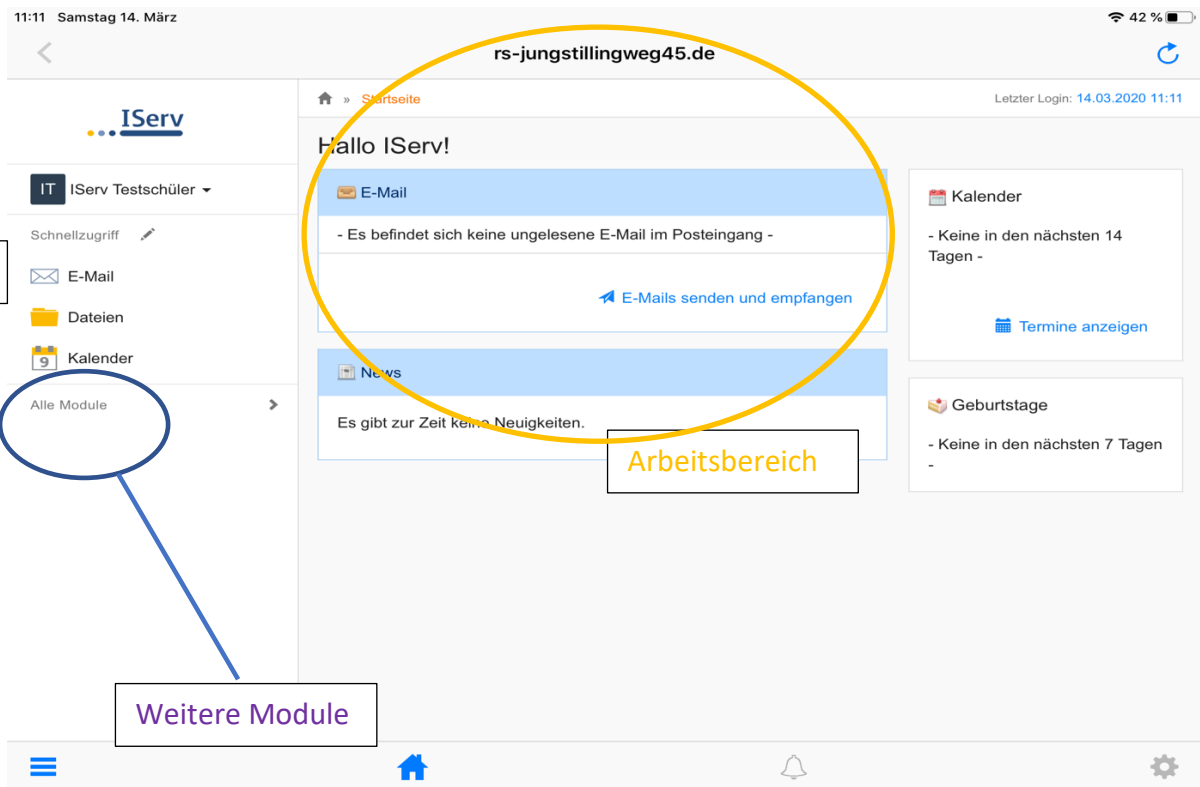 11:11 Samstag 14. März
42 %
rs-jungstillingweg45.de
IServ
IT IServ Testschüler
Schnellzugriff
E-Mail
Dateien
9 Kalender
Alle Module
» Startseite
Letzter Login: 14.03.2020 11:11
Hallo IServ!
E-Mail
- Es befindet sich keine ungelesene E-Mail im Posteingang -
E-Mails senden und empfangen
News
Es gibt zur Zeit keine Neuigkeiten.
Kalender
- Keine in den nächsten 14
Tagen -
Termine anzeigen
Geburtstage
- Keine in den nächsten 7 Tagen
-
Arbeitsbereich
Weitere Module